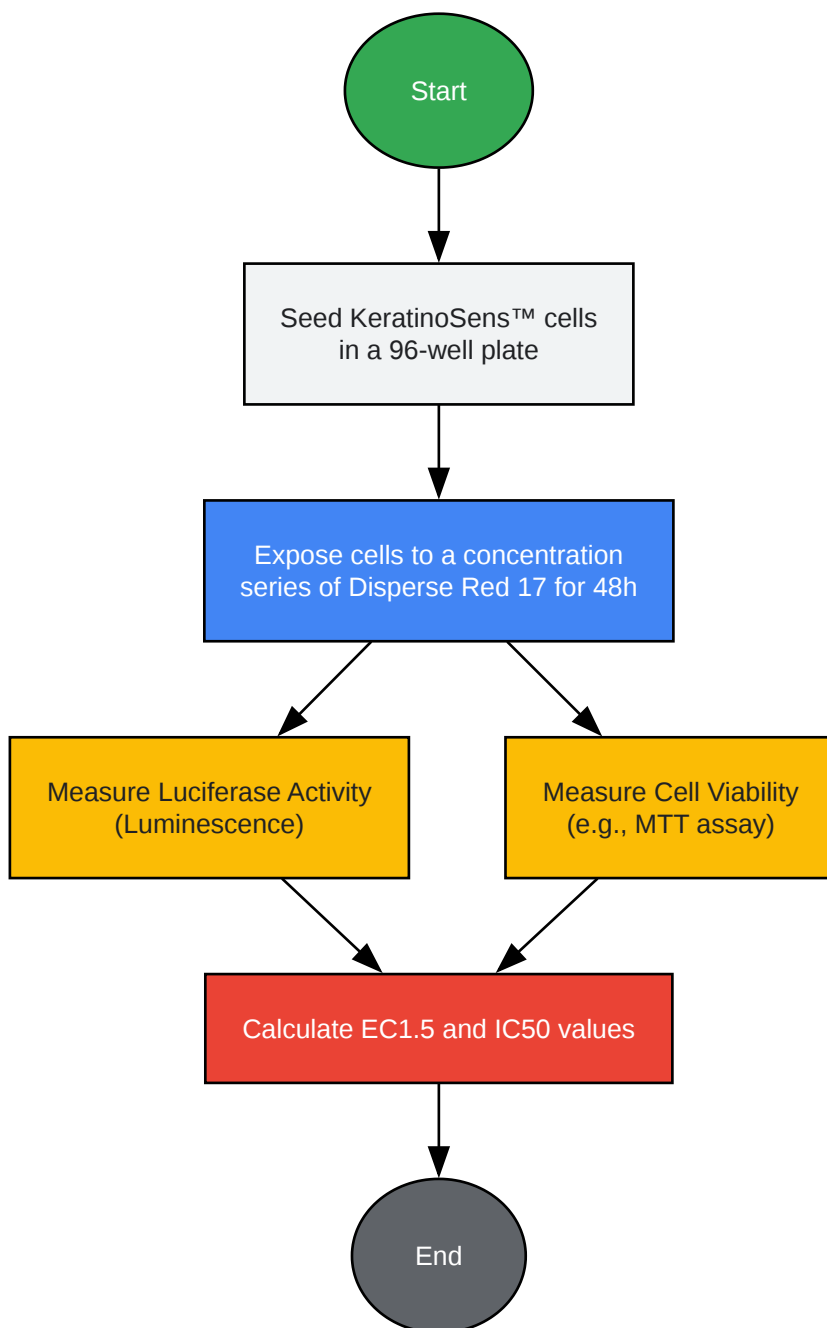 Start
Seed KeratinoSens™ cells
in a 96-well plate
Expose cells to a concentration
series of Disperse Red 17 for 48h
Measure Luciferase Activity
(Luminescence)
Measure Cell Viability
(e.g., MTT assay)
Calculate EC1.5 and IC50 values
End